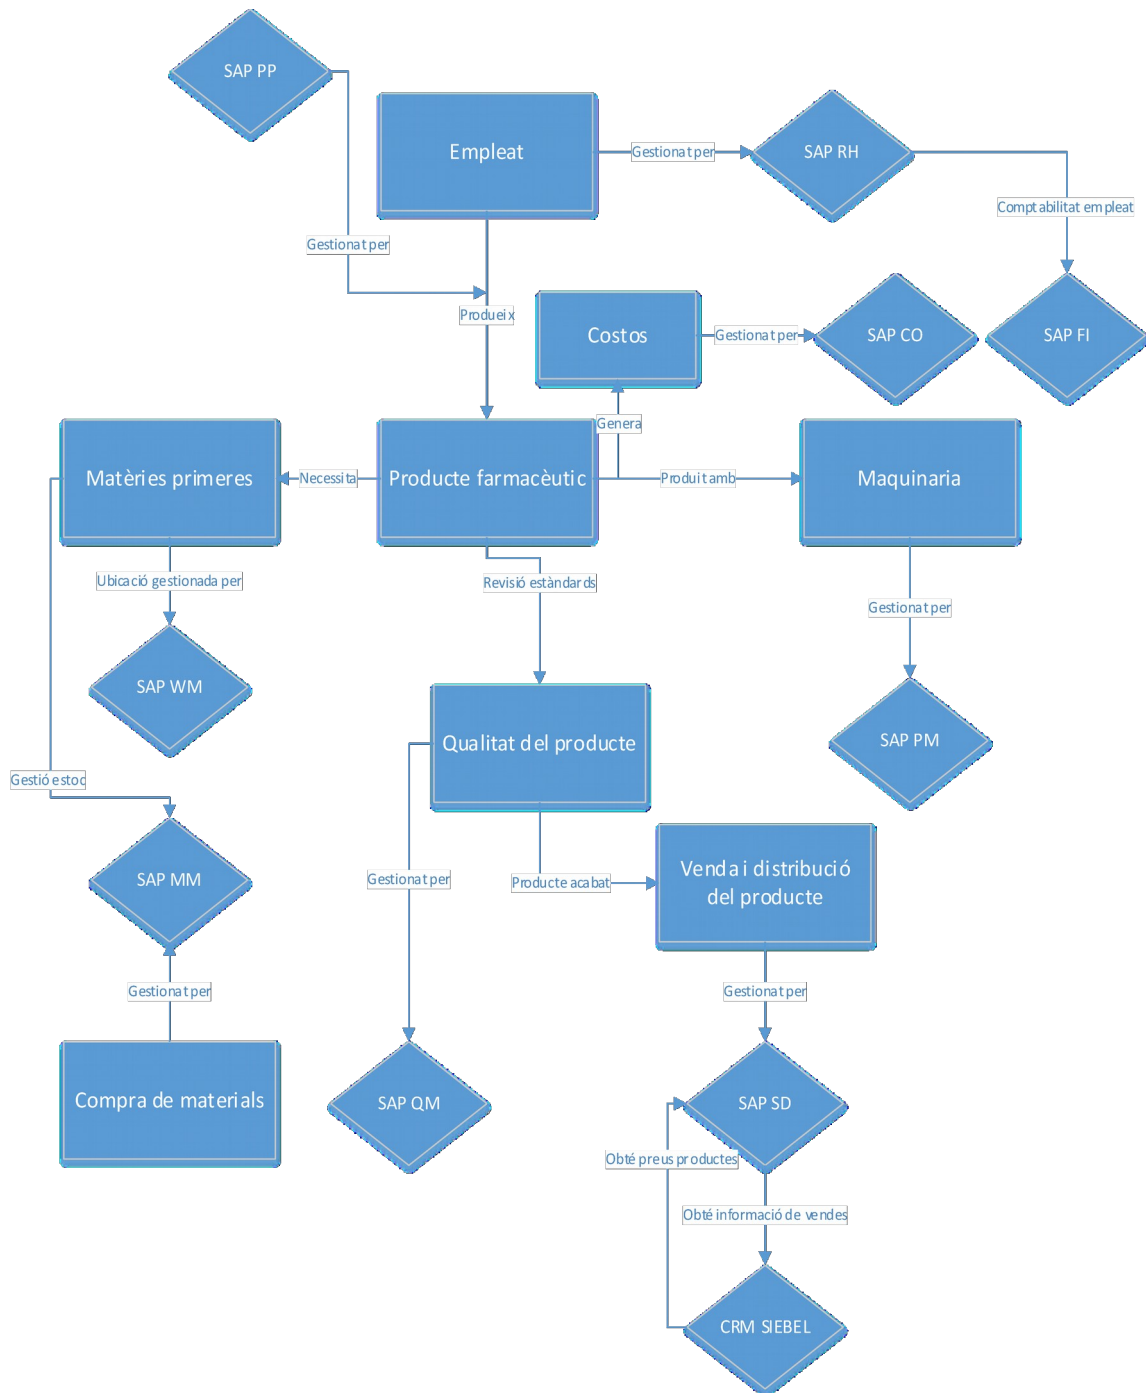 SAP PP
Empleat
Gestionat per
SAP RH
Comptabilitat empleat
Gestionat per
Produeix
Costos
Gestionat per
SAP CO
SAP FI
Genera
Matèries primeres
Necessita
Producte farmacèutic
Produit amb
Maquinaria
Ubicació gestionada per
Revisió estàndards
Gestionat per
SAP WM
Qualitat del producte
SAP PM
Gestió estoc
SAP MM
Gestionat per
Producte acabat
Venda i distribució
del producte
Gestionat per
Gestionat per
Compra de materials
SAP QM
SAP SD
Obté preus productes
Obté informació de vendes
CRM SIEBEL